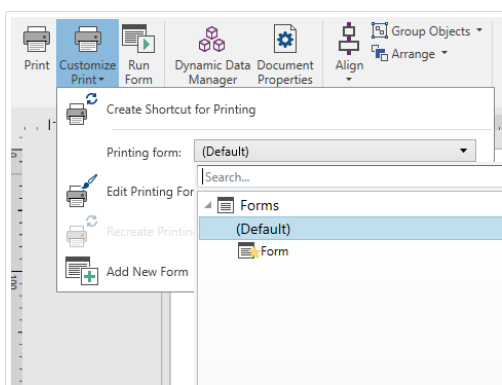 Print
Customize
Print
Run
Form
Dynamic Data
Manager
Document
Properties
Align
Group Objects
Arrange
Create Shortcut for Printing
Printing form: (Default)
Search...
Edit Printing For
Forms
(Default)
Recreate Printing
Form
Add New Form